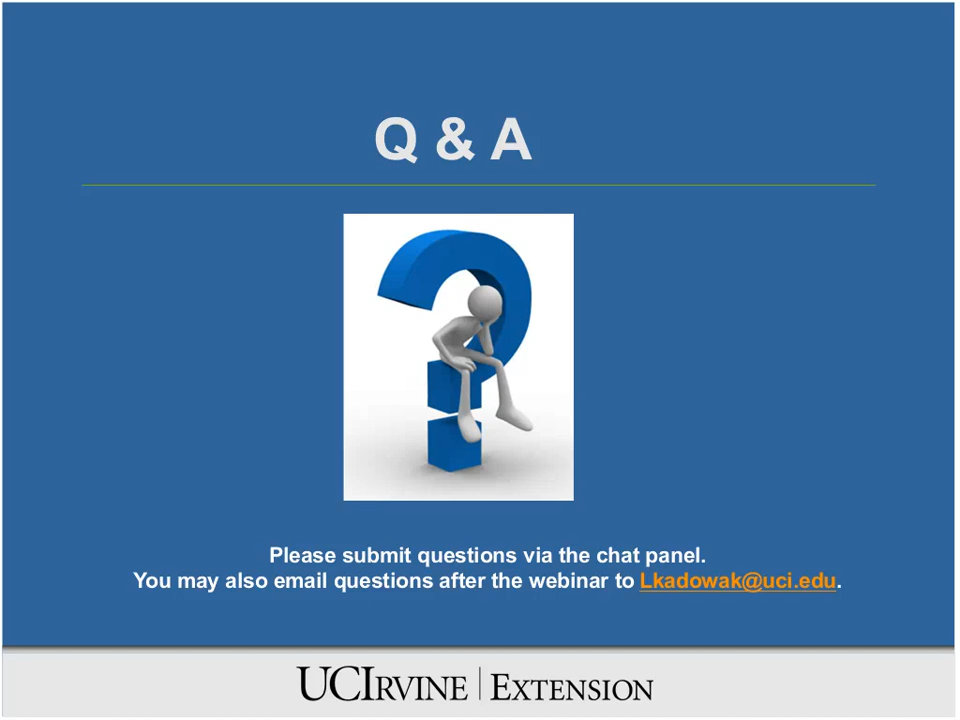 Q & A
Please submit questions via the chat panel.
You may also email questions after the webinar to Lkadowak@uci.edu.
UCIRVINE | EXTENSION